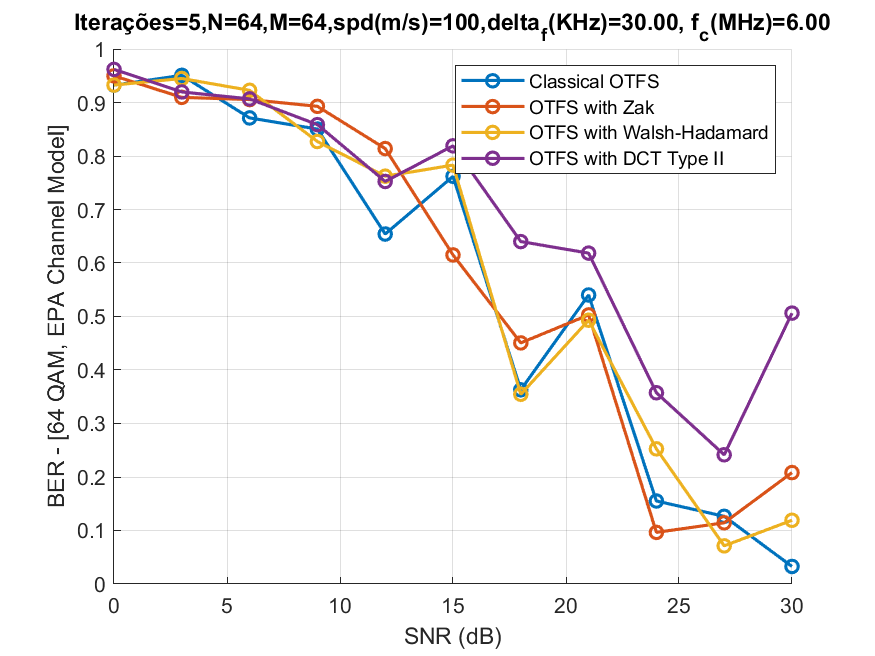 Iterações=5,N=64,M=64,spd(m/s)=100,delta_f(KHz)=30.00, f_c(MHz)=6.00
1
0.9
0.8
0.7
0.6
0.5
0.4
0.3
0.2
0.1
0
BER - [64 QAM, EPA Channel Model]
Classical OTFS
OTFS with Zak
OTFS with Walsh-Hadamard
OTFS with DCT Type II
0 5 10 15 20 25 30
SNR (dB)